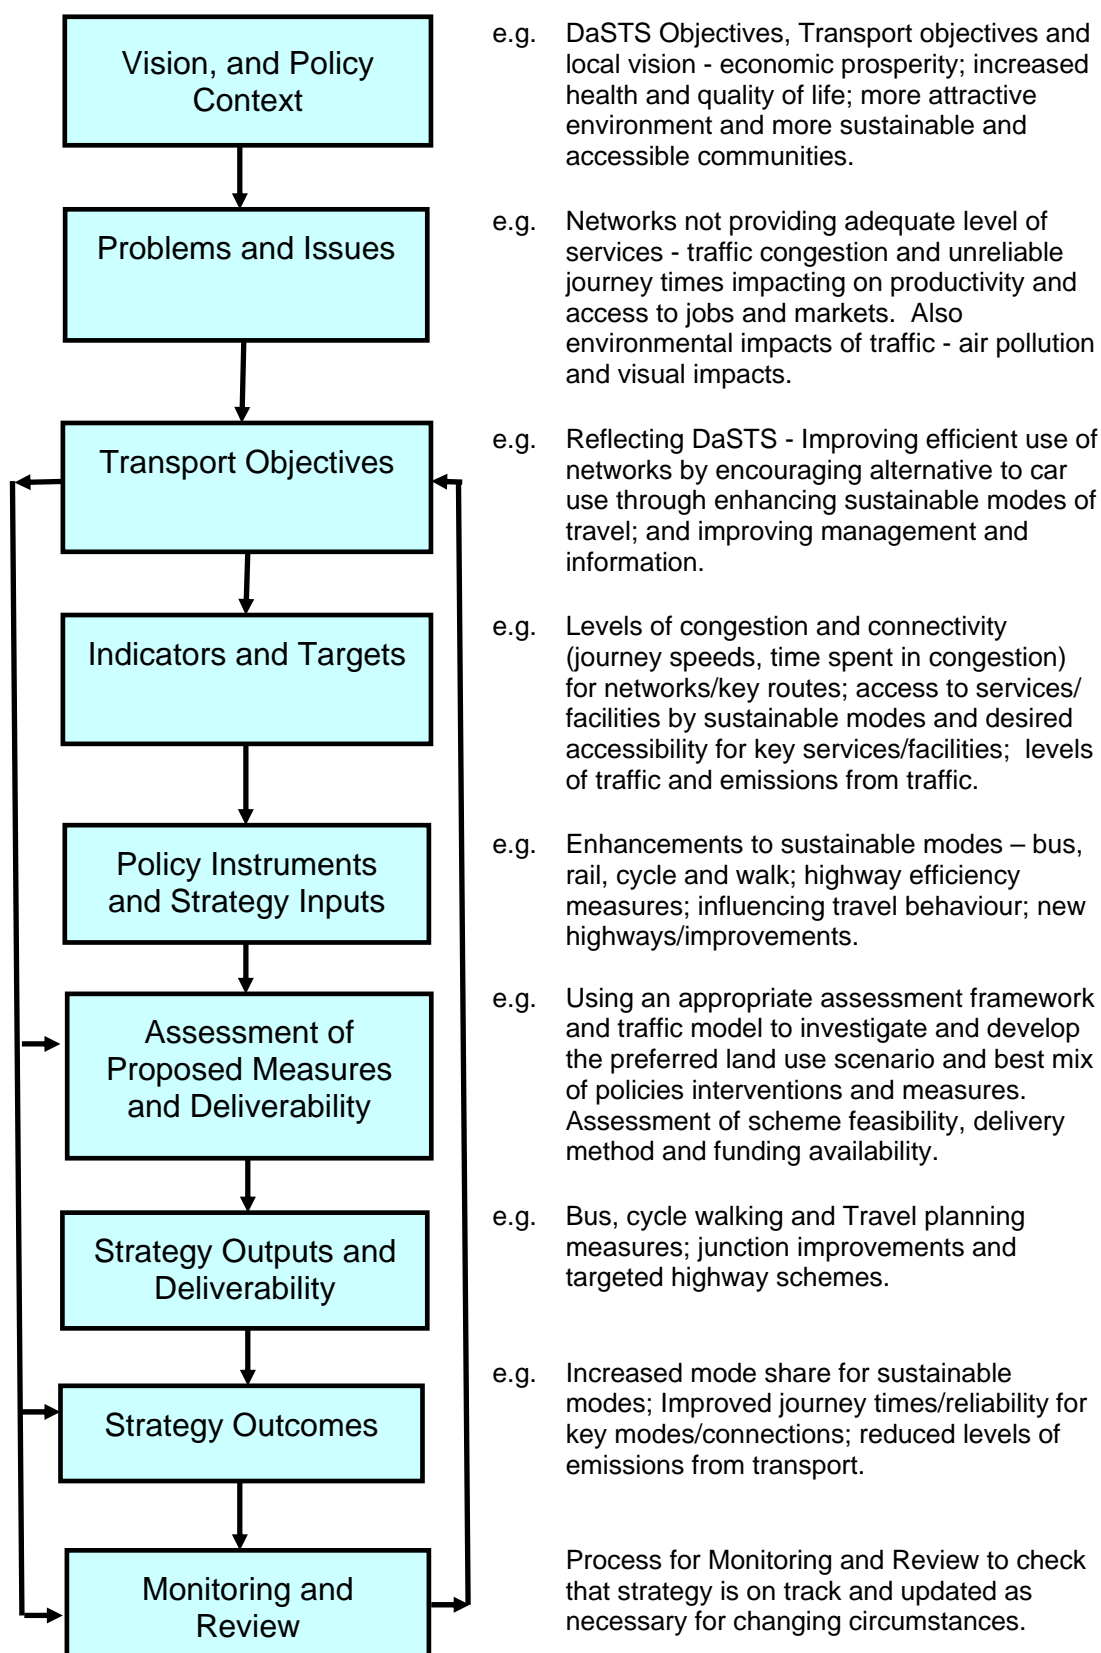 Vision, and Policy
Context
e.g. DaSTS Objectives, Transport objectives and
local vision - economic prosperity; increased
health and quality of life; more attractive
environment and more sustainable and
accessible communities.
Problems and Issues
e.g. Networks not providing adequate level of
services - traffic congestion and unreliable
journey times impacting on productivity and
access to jobs and markets.  Also
environmental impacts of traffic - air pollution
and visual impacts.
Transport Objectives
e.g. Reflecting DaSTS - Improving efficient use of
networks by encouraging alternative to car
use through enhancing sustainable modes of
travel; and improving management and
information.
Indicators and Targets
e.g. Levels of congestion and connectivity
(journey speeds, time spent in congestion)
for networks/key routes; access to services/
facilities by sustainable modes and desired
accessibility for key services/facilities;  levels
of traffic and emissions from traffic.
Policy Instruments
and Strategy Inputs
e.g. Enhancements to sustainable modes – bus,
rail, cycle and walk; highway efficiency
measures; influencing travel behaviour; new
highways/improvements.
Assessment of
Proposed Measures
and Deliverability
e.g. Using an appropriate assessment framework
and traffic model to investigate and develop
the preferred land use scenario and best mix
of policies interventions and measures.
Assessment of scheme feasibility, delivery
method and funding availability.
Strategy Outputs and
Deliverability
e.g. Bus, cycle walking and Travel planning
measures; junction improvements and
targeted highway schemes.
Strategy Outcomes
e.g. Increased mode share for sustainable
modes; Improved journey times/reliability for
key modes/connections; reduced levels of
emissions from transport.
Monitoring and
Review
Process for Monitoring and Review to check
that strategy is on track and updated as
necessary for changing circumstances.